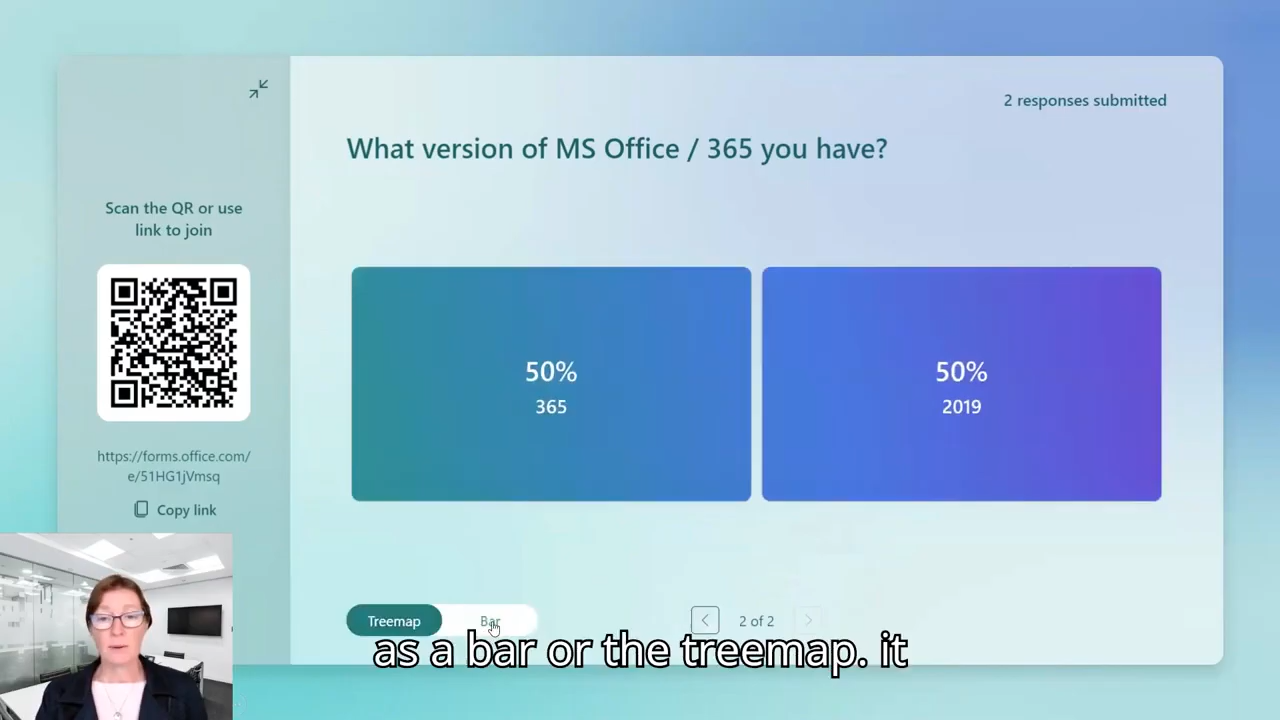 2 responses submitted
What version of MS Office / 365 you have?
Scan the QR or use
link to join
https://forms.office.com/
e/51HG1jVmsq
Copy link
50%
365
50%
2019
Treemap
Bar
2 of 2
as a bar or the treemap. it